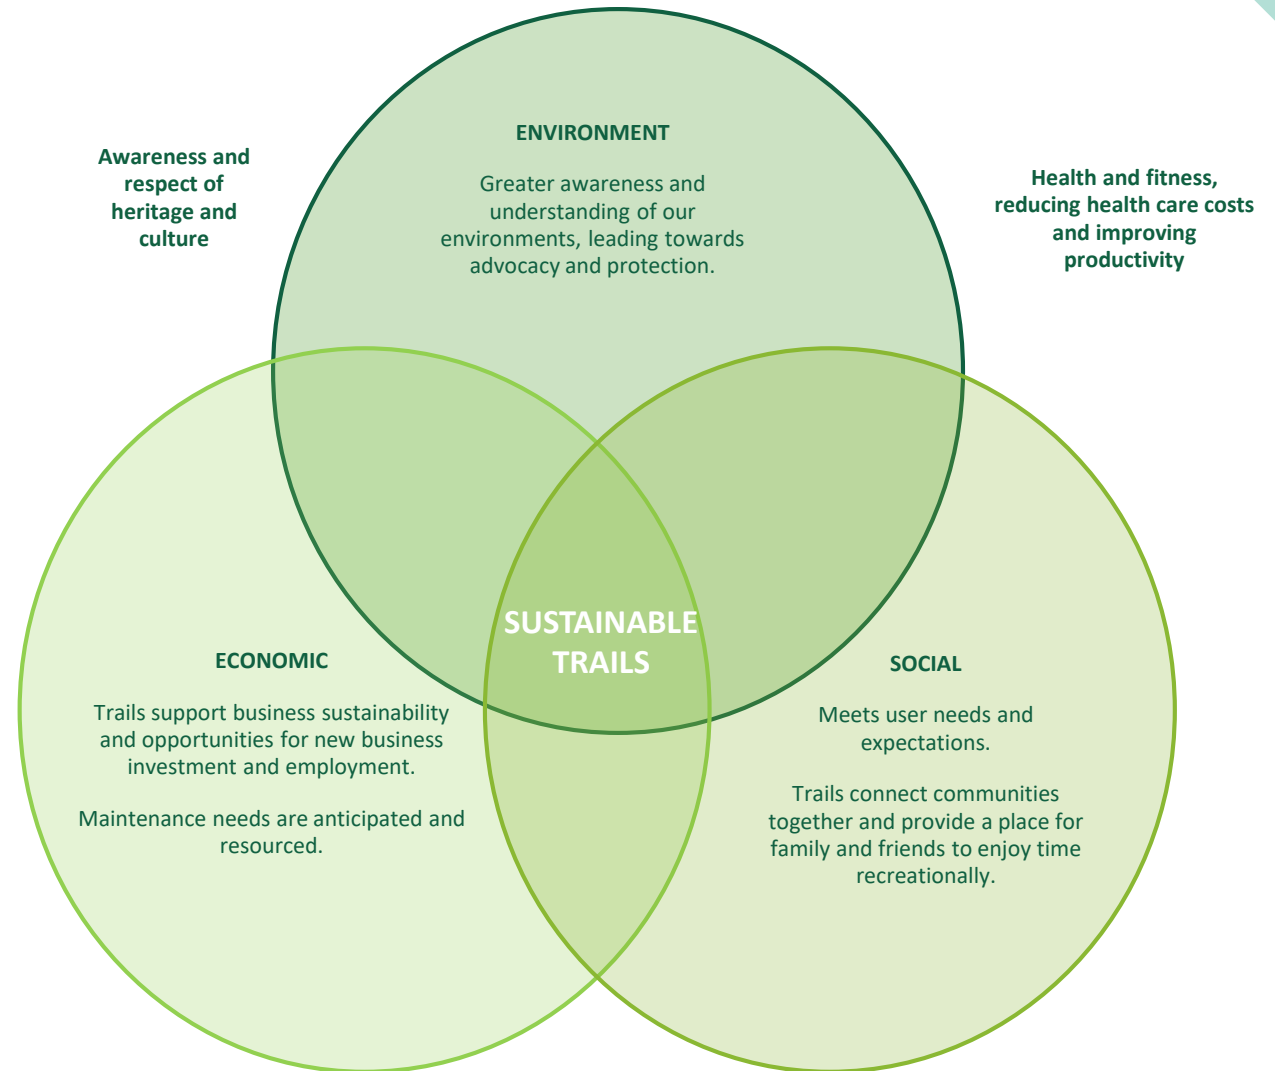 ENVIRONMENT
Greater awareness and
understanding of our
environments, leading towards
advocacy and protection.
Awareness and
respect of
heritage and
culture
Health and fitness,
reducing health care costs
and improving
productivity
SUSTAINABLE
TRAILS
ECONOMIC
Trails support business sustainability
and opportunities for new business
investment and employment.
Maintenance needs are anticipated and
resourced.
SOCIAL
Meets user needs and
expectations.
Trails connect communities
together and provide a place for
family and friends to enjoy time
recreationally.